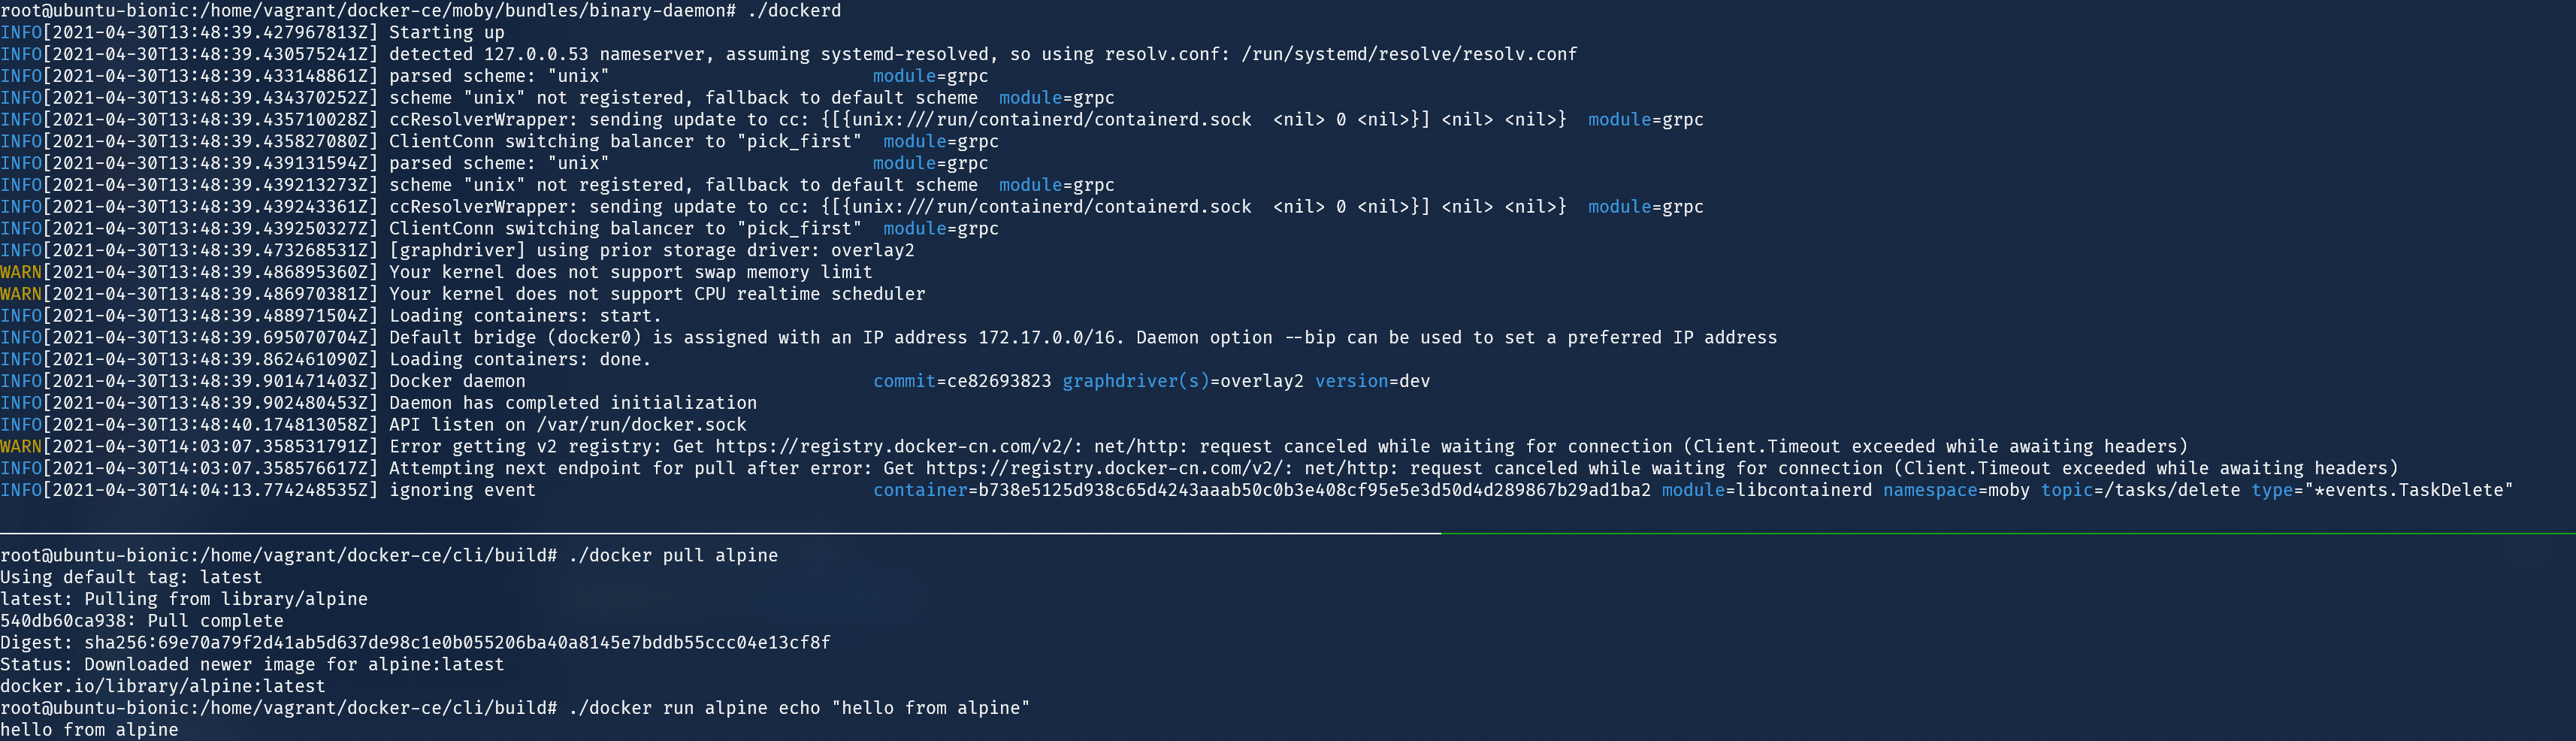 root@ubuntu-bionic:/home/vagrant/docker-ce/moby/bundles/binary-daemon# ./dockerd
INFO[2021-04-30T13:48:39.427967813Z] Starting up
INFO[2021-04-30T13:48:39.430575241Z] detected 127.0.0.53 nameserver, assuming systemd-resolved, so using resolv.conf: /run/systemd/resolve/resolv.conf
INFO[2021-04-30T13:48:39.433148861Z] parsed scheme: "unix"                         module=grpc
INFO[2021-04-30T13:48:39.434370252Z] scheme "unix" not registered, fallback to default scheme  module=grpc
INFO[2021-04-30T13:48:39.435710028Z] ccResolverWrapper: sending update to cc: {[{unix:///run/containerd/containerd.sock  <nil> 0 <nil>}] <nil> <nil>}  module=grpc
INFO[2021-04-30T13:48:39.435827080Z] ClientConn switching balancer to "pick_first"  module=grpc
INFO[2021-04-30T13:48:39.439131594Z] parsed scheme: "unix"                         module=grpc
INFO[2021-04-30T13:48:39.439213273Z] scheme "unix" not registered, fallback to default scheme  module=grpc
INFO[2021-04-30T13:48:39.439243361Z] ccResolverWrapper: sending update to cc: {[{unix:///run/containerd/containerd.sock  <nil> 0 <nil>}] <nil> <nil>}  module=grpc
INFO[2021-04-30T13:48:39.439250327Z] ClientConn switching balancer to "pick_first"  module=grpc
INFO[2021-04-30T13:48:39.473268531Z] [graphdriver] using prior storage driver: overlay2
WARN[2021-04-30T13:48:39.486895360Z] Your kernel does not support swap memory limit
WARN[2021-04-30T13:48:39.486970381Z] Your kernel does not support CPU realtime scheduler
INFO[2021-04-30T13:48:39.488971504Z] Loading containers: start.
INFO[2021-04-30T13:48:39.695070704Z] Default bridge (docker0) is assigned with an IP address 172.17.0.0/16. Daemon option --bip can be used to set a preferred IP address
INFO[2021-04-30T13:48:39.862461090Z] Loading containers: done.
INFO[2021-04-30T13:48:39.901471403Z] Docker daemon                                 commit=ce82693823 graphdriver(s)=overlay2 version=dev
INFO[2021-04-30T13:48:39.902480453Z] Daemon has completed initialization
INFO[2021-04-30T13:48:40.174813058Z] API listen on /var/run/docker.sock
WARN[2021-04-30T14:03:07.358531791Z] Error getting v2 registry: Get https://registry.docker-cn.com/v2/: net/http: request canceled while waiting for connection (Client.Timeout exceeded while awaiting headers)
INFO[2021-04-30T14:03:07.358576617Z] Attempting next endpoint for pull after error: Get https://registry.docker-cn.com/v2/: net/http: request canceled while waiting for connection (Client.Timeout exceeded while awaiting headers)
INFO[2021-04-30T14:04:13.774248535Z] ignoring event                                container=b738e5125d938c65d4243aaab50c0b3e408cf95e5e3d50d4d289867b29ad1ba2 module=libcontainerd namespace=moby topic=/tasks/delete type="*events.TaskDelete"
root@ubuntu-bionic:/home/vagrant/docker-ce/cli/build# ./docker pull alpine
Using default tag: latest
latest: Pulling from library/alpine
540db60ca938: Pull complete
Digest: sha256:69e70a79f2d41ab5d637de98c1e0b055206ba40a8145e7bddb55ccc04e13cf8f
Status: Downloaded newer image for alpine:latest
docker.io/library/alpine:latest
root@ubuntu-bionic:/home/vagrant/docker-ce/cli/build# ./docker run alpine echo "hello from alpine"
hello from alpine